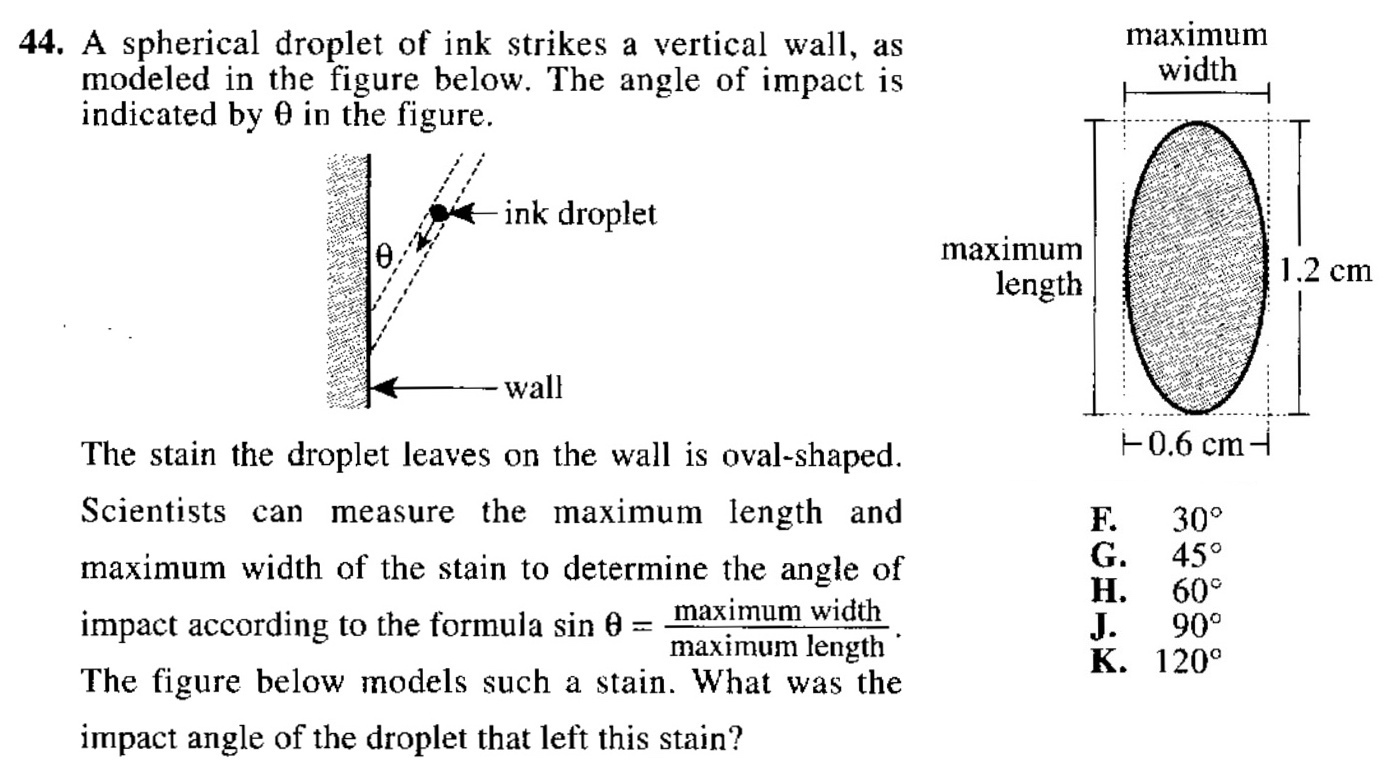 44. A spherical droplet of ink strikes a vertical wall, as
modeled in the figure below. The angle of impact is
indicated by θ in the figure.
θ
ink droplet
wall
The stain the droplet leaves on the wall is oval-shaped.
Scientists can measure the maximum length and
maximum width of the stain to determine the angle of
impact according to the formula sin θ = maximum width / maximum length .
The figure below models such a stain. What was the
impact angle of the droplet that left this stain?
maximum
width
maximum
length
1.2 cm
0.6 cm
F. 30°
G. 45°
H. 60°
J. 90°
K. 120°